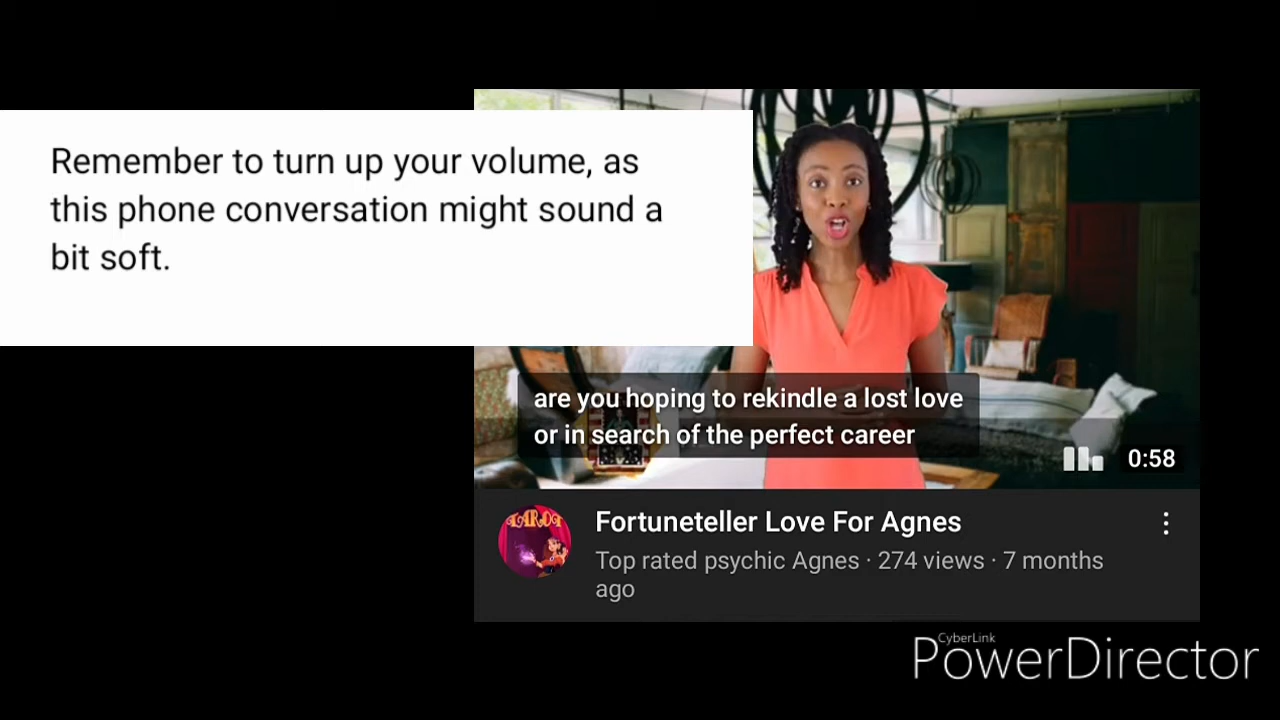 Remember to turn up your volume, as
this phone conversation might sound a
bit soft.
are you hoping to rekindle a lost love
or in search of the perfect career
0:58
TAROT
Fortuneteller Love For Agnes
Top rated psychic Agnes · 274 views · 7 months
ago
CyberLink
PowerDirector